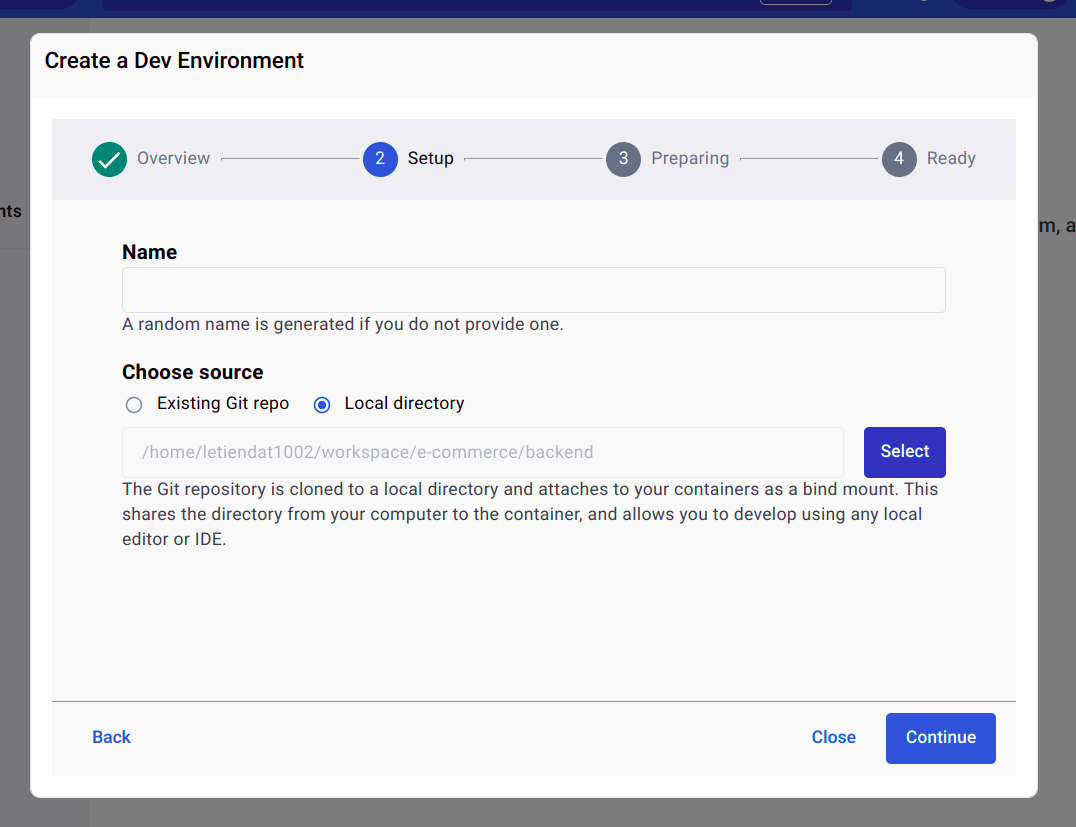 Create a Dev Environment
Overview
2 Setup
3 Preparing
4 Ready
nts
m, a
Name
A random name is generated if you do not provide one.
Choose source
Existing Git repo
Local directory
/home/letiendat1002/workspace/e-commerce/backend
Select
The Git repository is cloned to a local directory and attaches to your containers as a bind mount. This
shares the directory from your computer to the container, and allows you to develop using any local
editor or IDE.
Back
Close
Continue